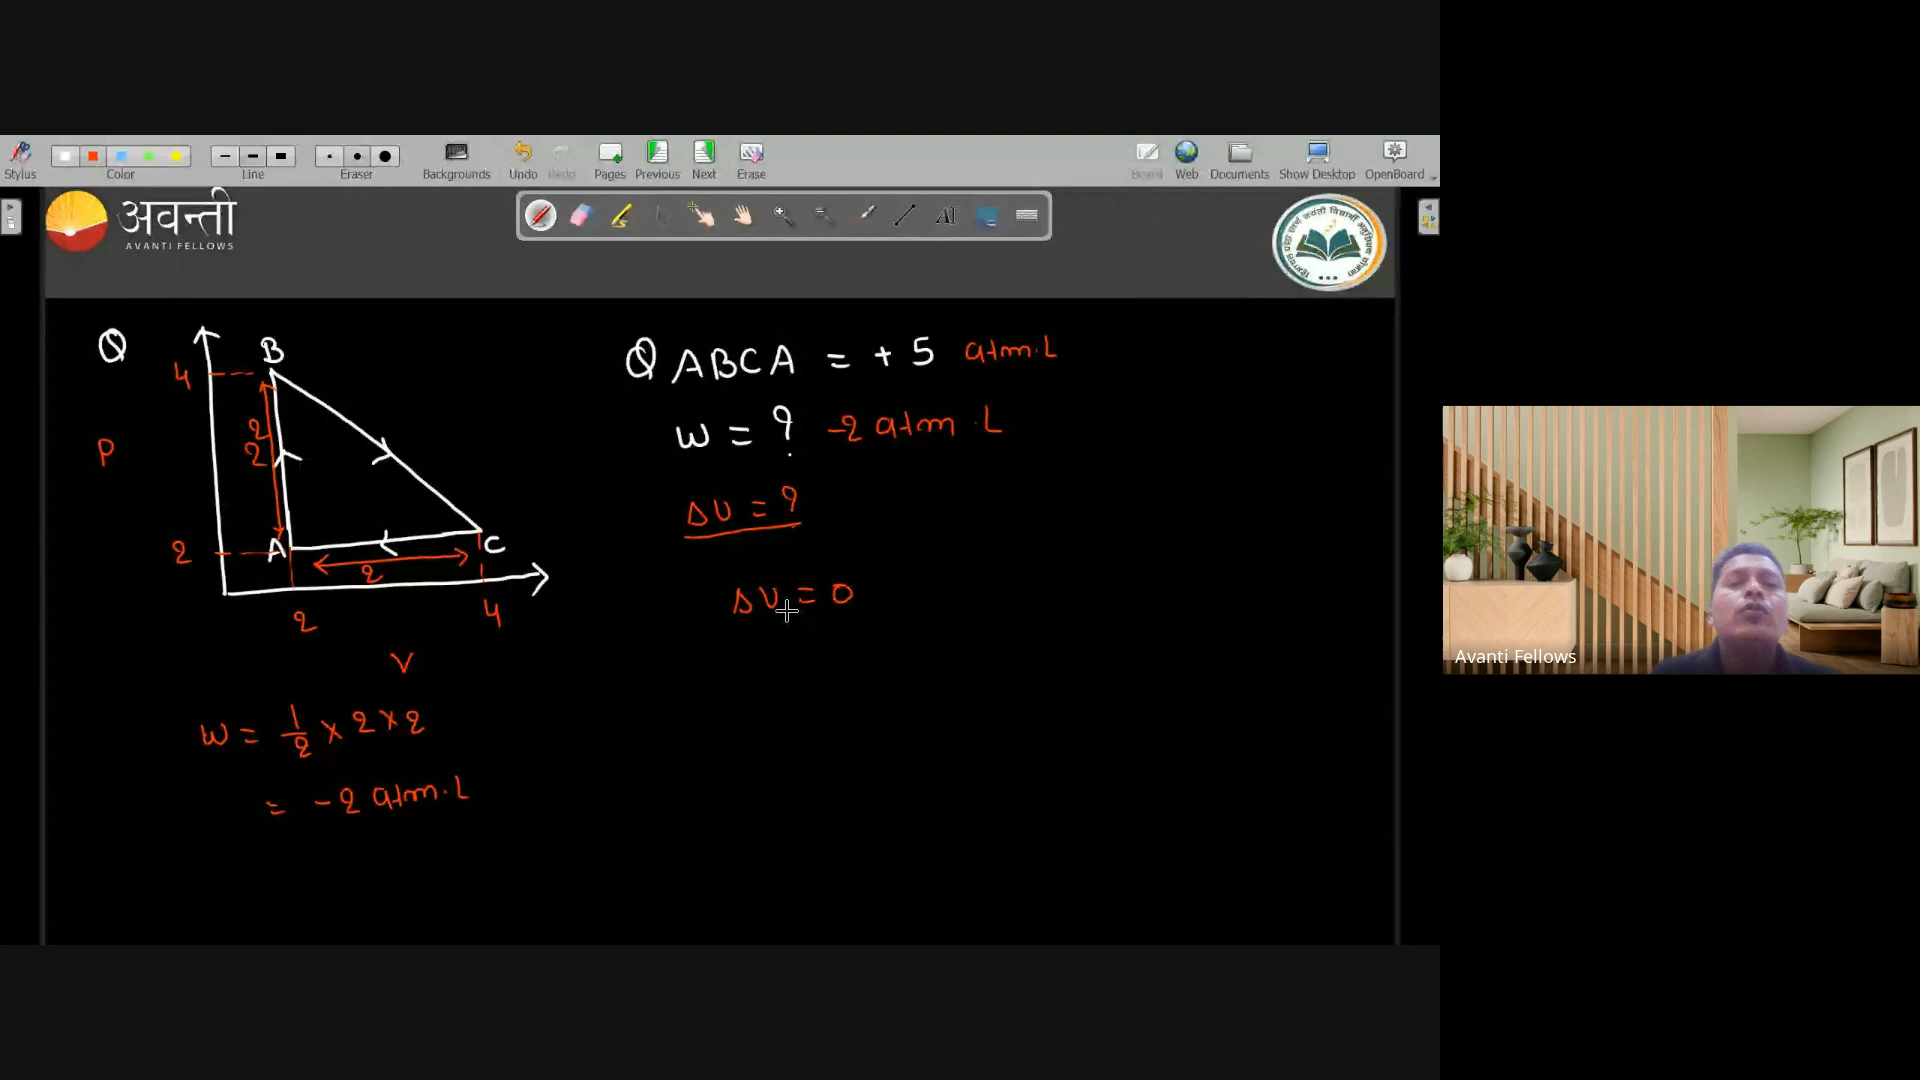 Stylus
Color
Line
Eraser
Backgrounds
Undo
Redo
Pages
Previous
Next
Erase
Board
Web
Documents
Show Desktop
OpenBoard
अवन्ती
AVANTI FELLOWS
Q
B
4
P
2
2
2
A
C
2
2
4
V
W = 1/2 × 2 × 2
= -2 atm.L
Q ABCA = + 5 atm.L
W = ? -2 atm.L
ΔU = ?
ΔU = 0
Avanti Fellows